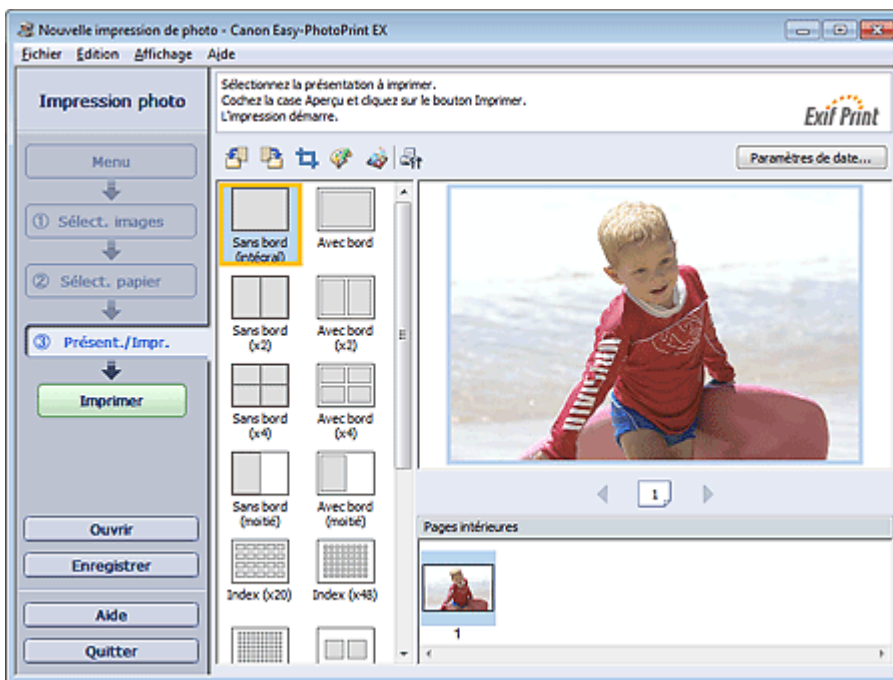 Nouvelle impression de photo - Canon Easy-PhotoPrint EX
Fichier Édition Affichage Aide
Impression photo
Sélectionnez la présentation à imprimer.
Cochez la case Aperçu et cliquez sur le bouton Imprimer.
L'impression démarre.
Exif Print
Menu
① Sélect. images
② Sélect. papier
③ Présent./Impr.
Imprimer
Ouvrir
Enregistrer
Aide
Quitter
Paramètres de date...
Sans bord
(intégral)
Avec bord
Sans bord
(x2)
Avec bord
(x2)
Sans bord
(x4)
Avec bord
(x4)
Sans bord
(moitié)
Avec bord
(moitié)
Index (x20)
Index (x48)
1
Pages intérieures
1